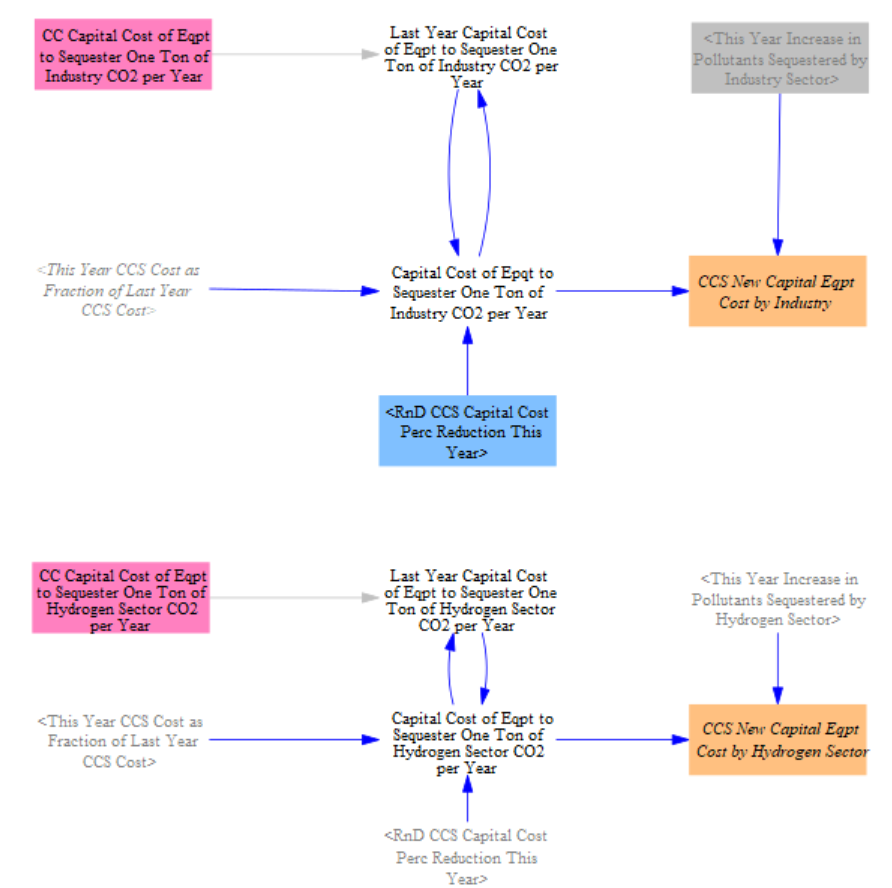 CC Capital Cost of Eqpt
to Sequester One Ton of
Industry CO2 per Year
Last Year Capital Cost
of Eqpt to Sequester One
Ton of Industry CO2 per
Year
<This Year Increase in
Pollutants Sequestered by
Industry Sector>
<This Year CCS Cost as
Fraction of Last Year
CCS Cost>
Capital Cost of Epqt to
Sequester One Ton of
Industry CO2 per Year
CCS New Capital Eqpt
Cost by Industry
<RnD CCS Capital Cost
Perc Reduction This
Year>
CC Capital Cost of Eqpt
to Sequester One Ton of
Hydrogen Sector CO2
per Year
Last Year Capital Cost
of Eqpt to Sequester One
Ton of Hydrogen Sector
CO2 per Year
<This Year Increase in
Pollutants Sequestered by
Hydrogen Sector>
<This Year CCS Cost as
Fraction of Last Year
CCS Cost>
Capital Cost of Eqpt to
Sequester One Ton of
Hydrogen Sector CO2
per Year
CCS New Capital Eqpt
Cost by Hydrogen Sector
<RnD CCS Capital Cost
Perc Reduction This
Year>